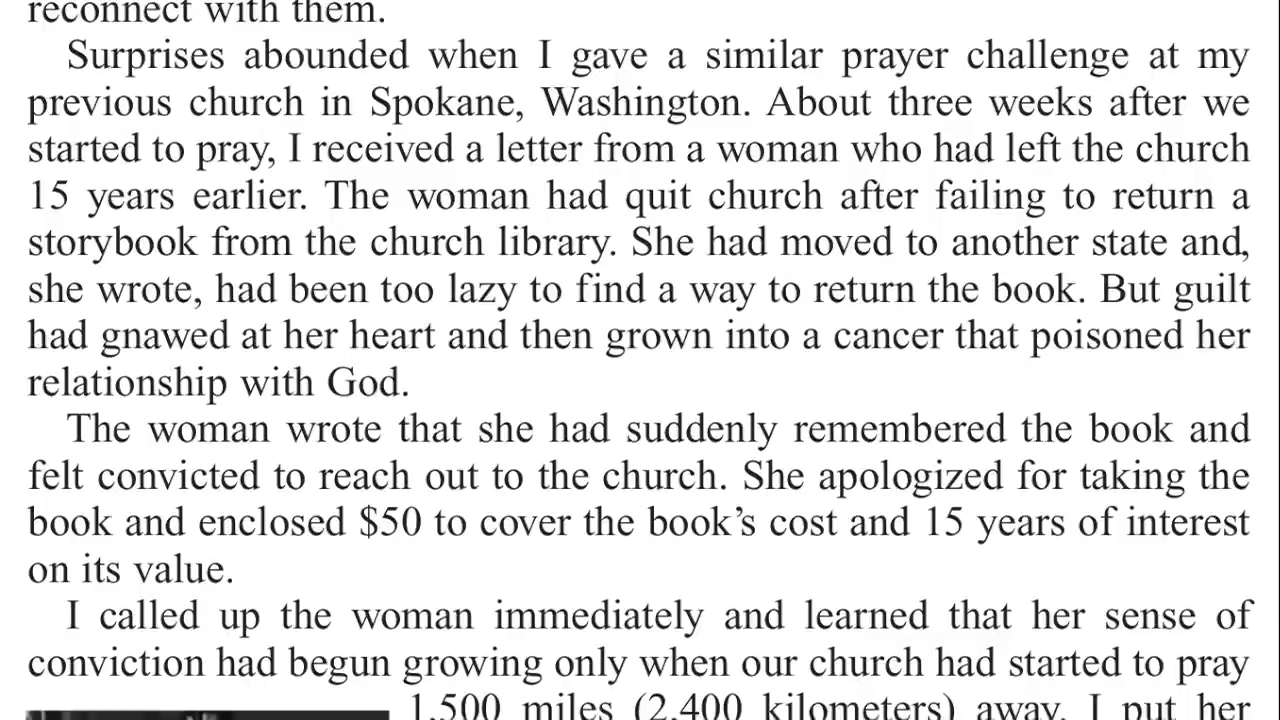 reconnect with them.
Surprises abounded when I gave a similar prayer challenge at my
previous church in Spokane, Washington. About three weeks after we
started to pray, I received a letter from a woman who had left the church
15 years earlier. The woman had quit church after failing to return a
storybook from the church library. She had moved to another state and,
she wrote, had been too lazy to find a way to return the book. But guilt
had gnawed at her heart and then grown into a cancer that poisoned her
relationship with God.
The woman wrote that she had suddenly remembered the book and
felt convicted to reach out to the church. She apologized for taking the
book and enclosed $50 to cover the book’s cost and 15 years of interest
on its value.
I called up the woman immediately and learned that her sense of
conviction had begun growing only when our church had started to pray
1,500 miles (2,400 kilometers) away. I put her